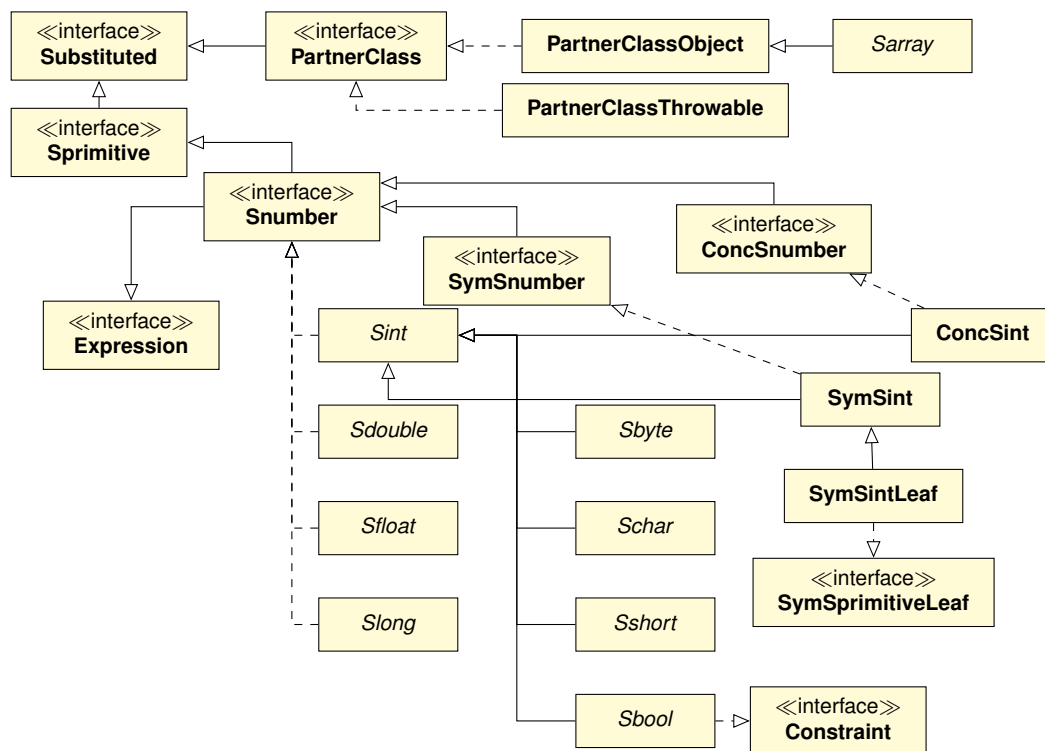 ≪interface≫
Substituted
≪interface≫
PartnerClass
PartnerClassObject
Sarray
PartnerClassThrowable
≪interface≫
Sprimitive
≪interface≫
Snumber
≪interface≫
SymSnumber
≪interface≫
ConcSnumber
≪interface≫
Expression
Sint
ConcSint
SymSint
Sdouble
Sbyte
SymSintLeaf
Sfloat
Schar
≪interface≫
SymSprimitiveLeaf
Slong
Sshort
Sbool
≪interface≫
Constraint